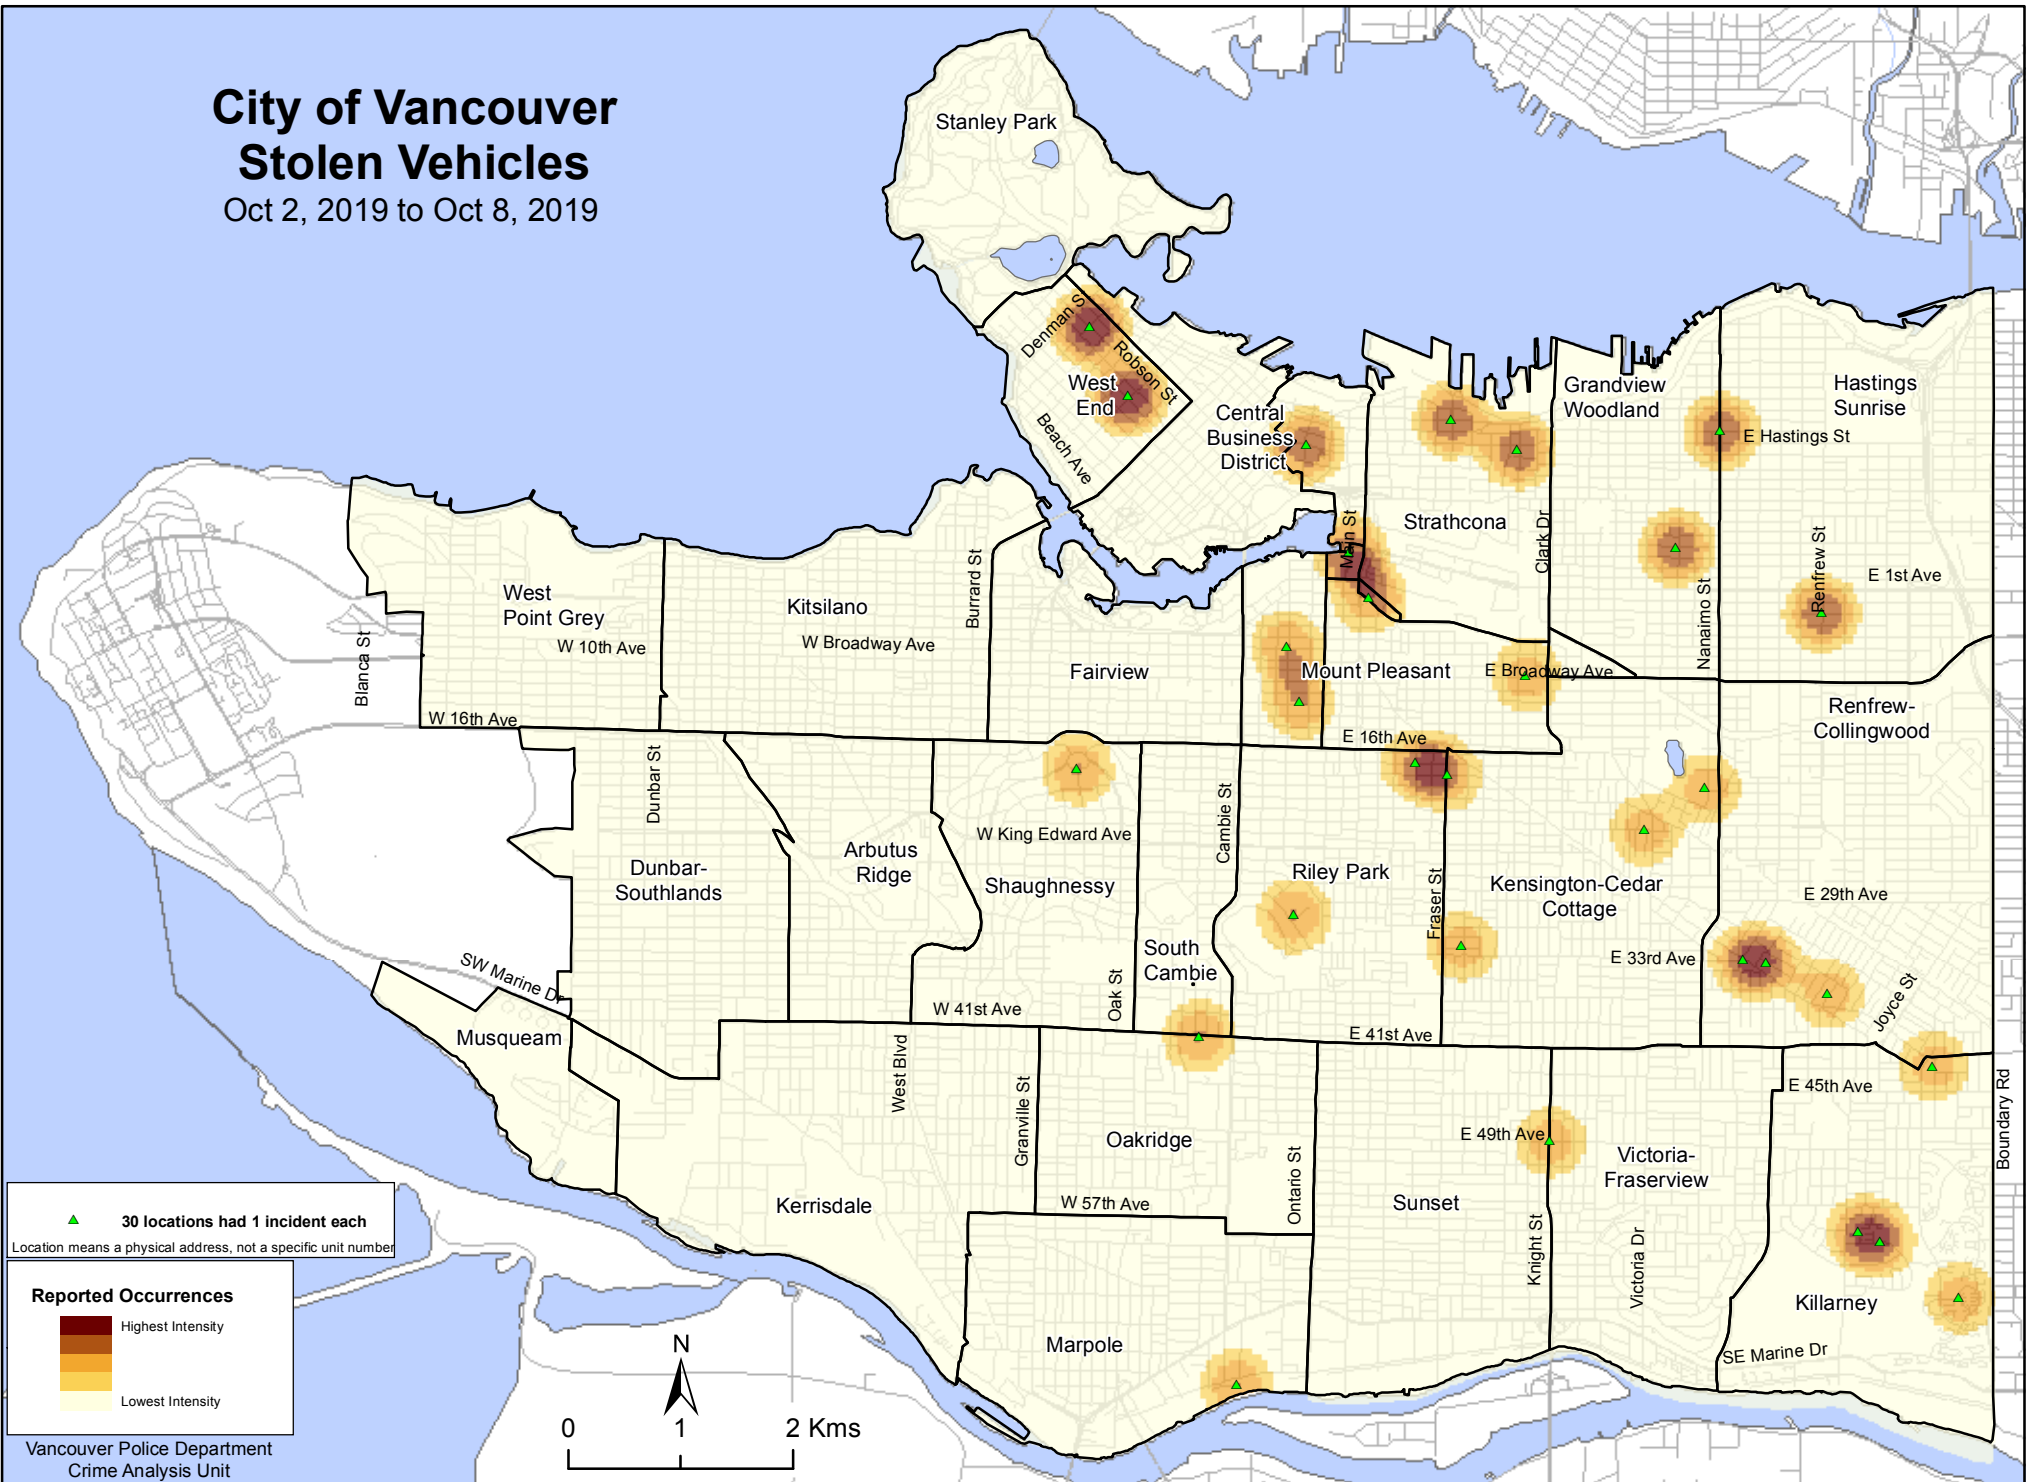 City of Vancouver
Stolen Vehicles
Oct 2, 2019 to Oct 8, 2019
Stanley Park
Denman S
Robson St
West
End
Beach Ave
Central
Business
District
Grandview
Woodland
Hastings
Sunrise
E Hastings St
Main St
Strathcona
Clark Dr
Nanaimo St
Renfrew St
E 1st Ave
West
Point Grey
W 10th Ave
Blanca St
W 16th Ave
Kitsilano
W Broadway Ave
Burrard St
Fairview
Mount Pleasant
E Broadway Ave
E 16th Ave
Renfrew-
Collingwood
Dunbar St
Dunbar-
Southlands
Arbutus
Ridge
W King Edward Ave
Shaughnessy
Cambie St
Riley Park
Fraser St
Kensington-Cedar
Cottage
E 29th Ave
E 33rd Ave
Joyce St
South
Cambie
Oak St
W 41st Ave
E 41st Ave
SW Marine Dr
Musqueam
West Blvd
Granville St
Oakridge
W 57th Ave
Ontario St
Kerrisdale
Sunset
E 49th Ave
Knight St
Victoria-
Fraserview
Victoria Dr
E 45th Ave
Boundary Rd
Killarney
SE Marine Dr
Marpole
30 locations had 1 incident each
Location means a physical address, not a specific unit number
Reported Occurrences
Highest Intensity
Lowest Intensity
Vancouver Police Department
Crime Analysis Unit
N
0 1 2 Kms